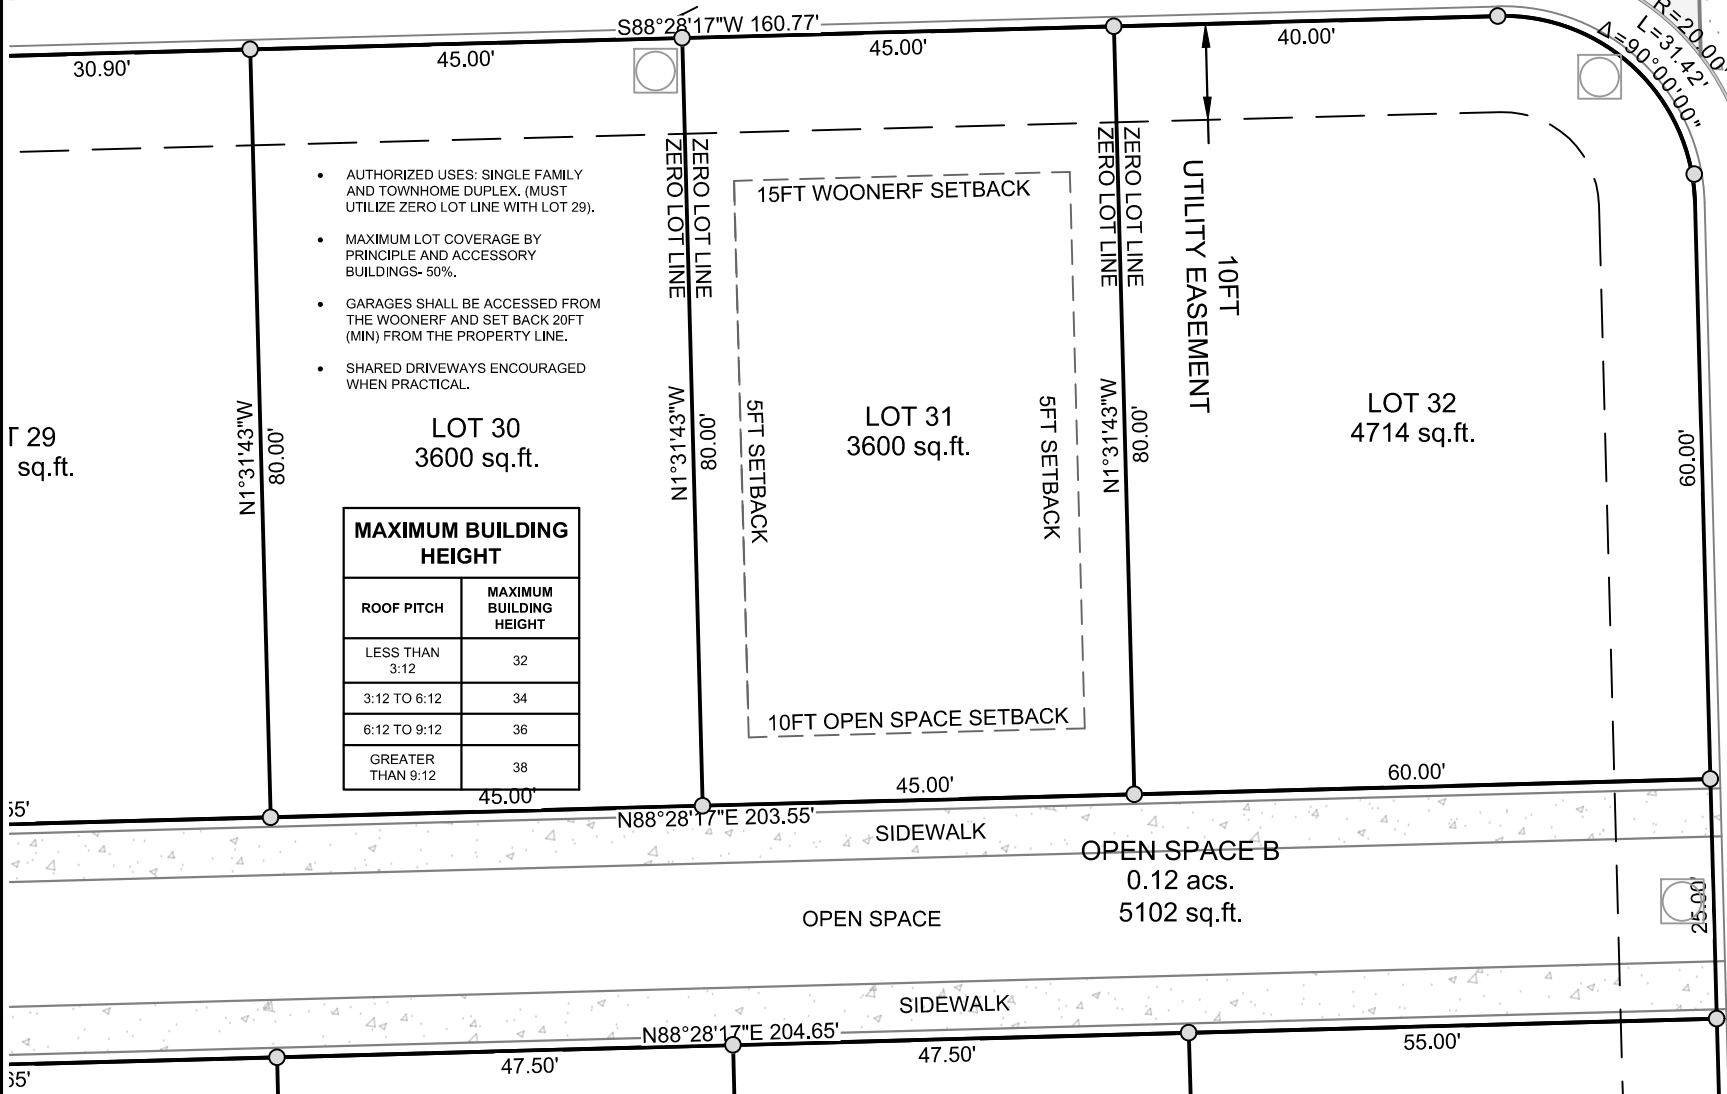 S88°28'17"W 160.77'
30.90'
45.00'
45.00'
40.00'
R=20.00'
L=31.42'
Δ=90°00'00"
• AUTHORIZED USES: SINGLE FAMILY
AND TOWNHOME DUPLEX. (MUST
UTILIZE ZERO LOT LINE WITH LOT 29).
• MAXIMUM LOT COVERAGE BY
PRINCIPLE AND ACCESSORY
BUILDINGS- 50%.
• GARAGES SHALL BE ACCESSED FROM
THE WOONERF AND SET BACK 20FT
(MIN) FROM THE PROPERTY LINE.
• SHARED DRIVEWAYS ENCOURAGED
WHEN PRACTICAL.
ZERO LOT LINE
ZERO LOT LINE
15FT WOONERF SETBACK
ZERO LOT LINE
ZERO LOT LINE
10FT
UTILITY EASEMENT
T 29
sq.ft.
N1°31'43"W
80.00'
LOT 30
3600 sq.ft.
N1°31'43"W
80.00'
5FT SETBACK
LOT 31
3600 sq.ft.
5FT SETBACK
N1°31'43"W
80.00'
LOT 32
4714 sq.ft.
60.00'
MAXIMUM BUILDING
HEIGHT
ROOF PITCH
MAXIMUM
BUILDING
HEIGHT
LESS THAN
3:12
32
3:12 TO 6:12
34
6:12 TO 9:12
36
GREATER
THAN 9:12
38
10FT OPEN SPACE SETBACK
55'
45.00'
45.00'
60.00'
N88°28'17"E 203.55'
SIDEWALK
OPEN SPACE B
0.12 acs.
5102 sq.ft.
OPEN SPACE
25.00'
SIDEWALK
N88°28'17"E 204.65'
65'
47.50'
47.50'
55.00'